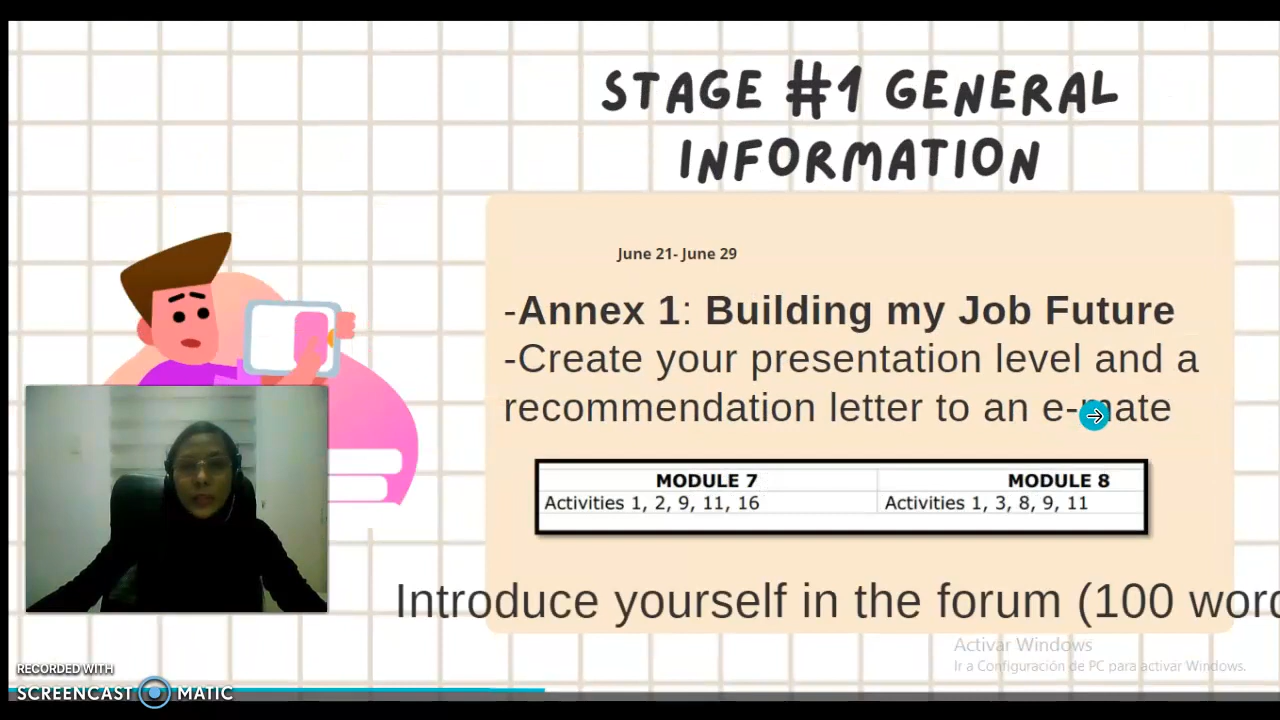 STAGE #1 GENERAL
INFORMATION
June 21- June 29
-Annex 1: Building my Job Future
-Create your presentation level and a
recommendation letter to an e-mate
MODULE 7 MODULE 8
Activities 1, 2, 9, 11, 16 Activities 1, 3, 8, 9, 11
Introduce yourself in the forum (100
Activar Windows
Ir a Configuración de PC para activar Windows.
RECORDED WITH
SCREENCAST MATIC